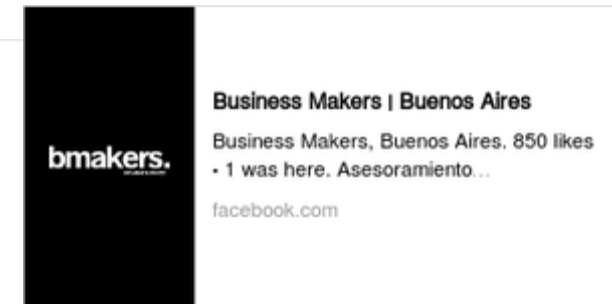 bmakers.
Business Makers | Buenos Aires
Business Makers, Buenos Aires. 850 likes
· 1 was here. Asesoramiento...
facebook.com